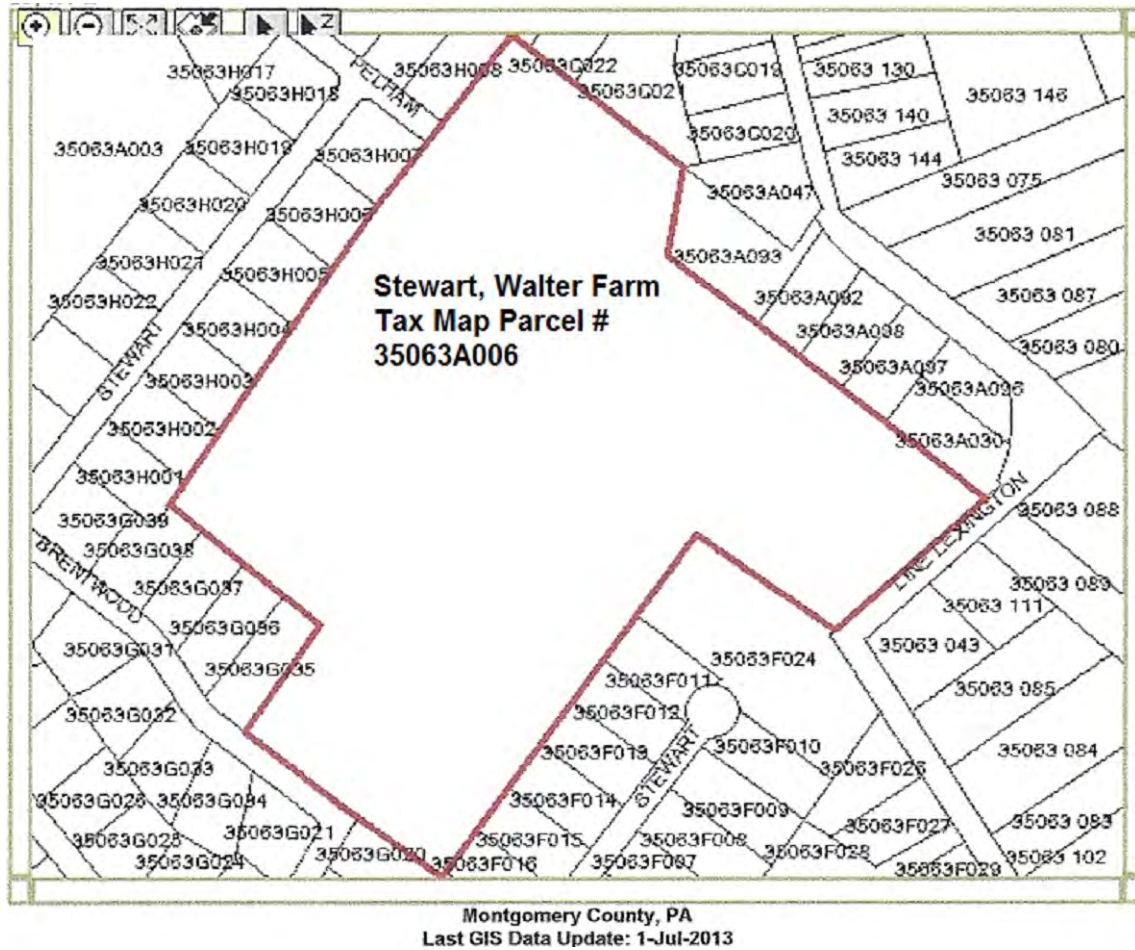 Z
35063H017
35063H018
35063H008
35063C022
35063C019
35063 130
35063 146
PELHAM
35063C021
35063 140
35063A003
35063H019
35063H007
35063C020
35063 144
35063 075
35063H020
35063H006
35063A047
35063 081
35063H021
35063H005
35063A093
35063H022
35063A092
35063 087
Stewart, Walter Farm
Tax Map Parcel #
35063A006
35063H004
35063A098
35063 080
STEWART
35063H003
35063A097
35063A096
35063H002
35063A030
35063H001
LINE LEXINGTON
35063 088
35063G039
35063G038
BRENTWOOD
35063G037
35063 089
35063 111
35063G036
35063 043
35063G031
35063G035
35063F024
35063F011
35063 085
35063G032
35063F012
35063F013
35063F010
35063 084
STEWART
35063G033
35063F026
35063G034
35063F014
35063F009
35063G021
35063F015
35063F008
35063F027
35063 083
35063G024
35063G020
35063F016
35063F007
35063F028
35063F029
35063 102
Montgomery County, PA
Last GIS Data Update: 1-Jul-2013